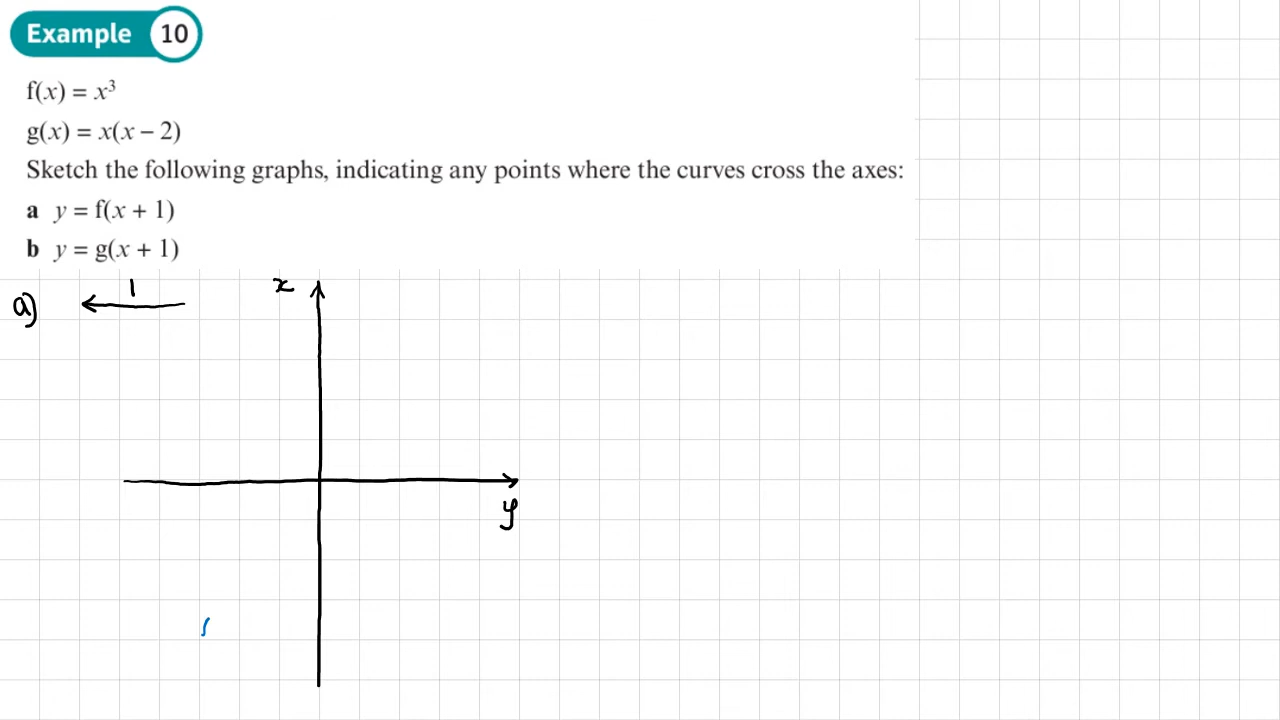 Example 10
f(x) = x³
g(x) = x(x − 2)
Sketch the following graphs, indicating any points where the curves cross the axes:
a y = f(x + 1)
b y = g(x + 1)
a) 1 x
y